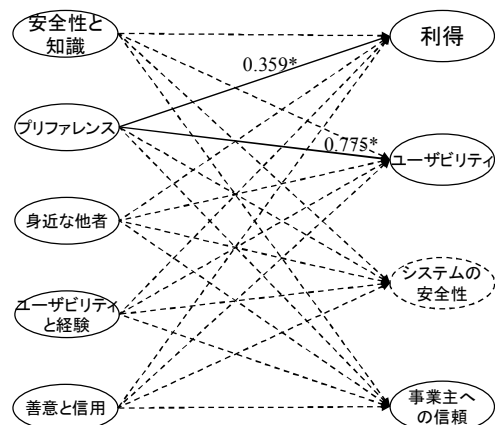 安全性と
知識
利得
0.359*
プリファレンス
0.775*
ユーザビリティ
身近な他者
システムの
安全性
ユーザビリティ
と経験
善意と信用
事業主へ
の信頼